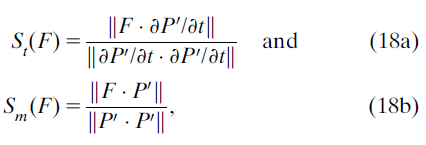 S_t(F) = ‖F · ∂P′/∂t‖ / ‖∂P′/∂t · ∂P′/∂t‖ and (18a)
S_m(F) = ‖F · P′‖ / ‖P′ · P′‖, (18b)